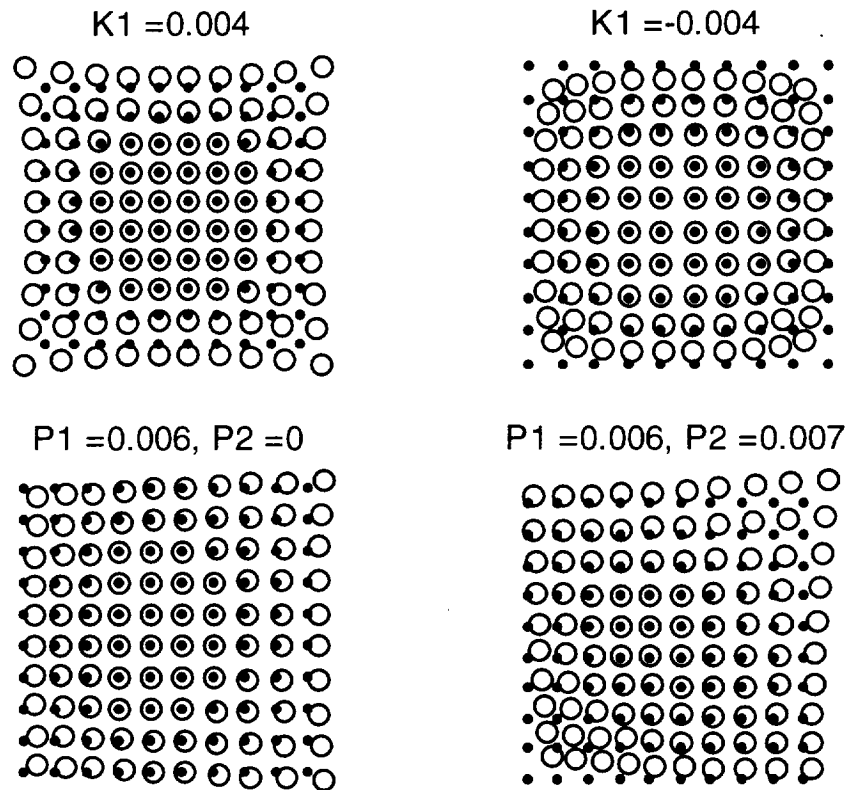 K1 =0.004
K1 =-0.004
P1 =0.006, P2 =0
P1 =0.006, P2 =0.007